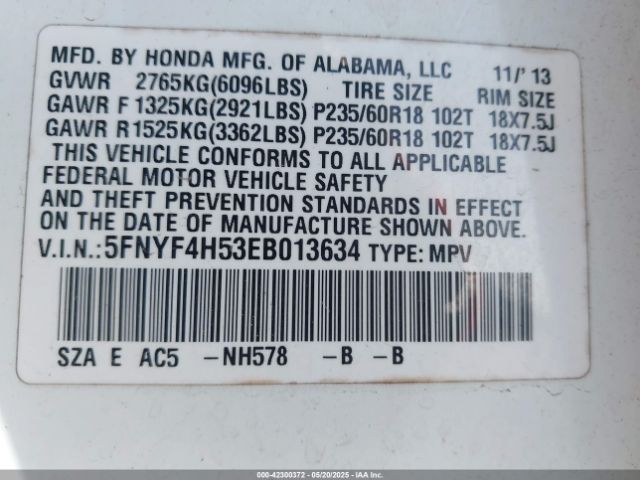 MFD. BY HONDA MFG. OF ALABAMA, LLC 11/' 13
GVWR 2765KG(6096LBS) TIRE SIZE RIM SIZE
GAWR F 1325KG(2921LBS) P235/60R18 102T 18X7.5J
GAWR R1525KG(3362LBS) P235/60R18 102T 18X7.5J
THIS VEHICLE CONFORMS TO ALL APPLICABLE
FEDERAL MOTOR VEHICLE SAFETY
AND THEFT PREVENTION STANDARDS IN EFFECT
ON THE DATE OF MANUFACTURE SHOWN ABOVE.
V.I.N.: 5FNYF4H53EB013634 TYPE: MPV
SZA E AC5 -NH578 -B -B
000-42300372 — 05/20/2025 — IAA Inc.